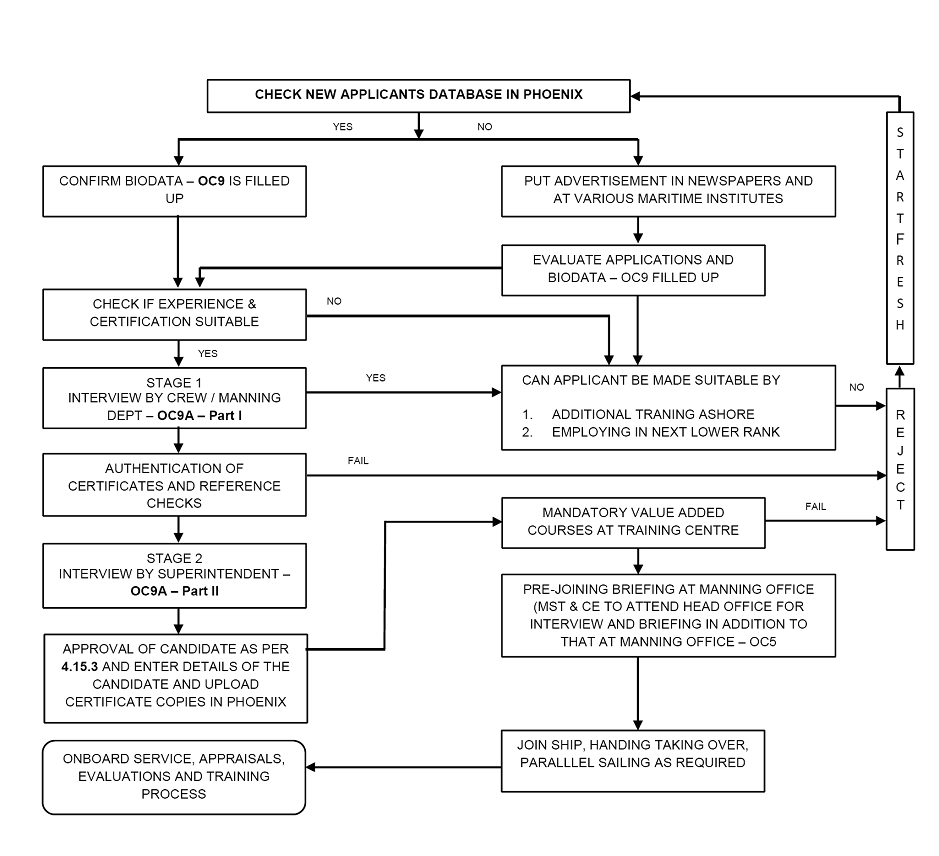 CHECK NEW APPLICANTS DATABASE IN PHOENIX
YES
NO
CONFIRM BIODATA – OC9 IS FILLED
UP
PUT ADVERTISEMENT IN NEWSPAPERS AND
AT VARIOUS MARITIME INSTITUTES
EVALUATE APPLICATIONS AND
BIODATA – OC9 FILLED UP
CHECK IF EXPERIENCE &
CERTIFICATION SUITABLE
NO
YES
STAGE 1
INTERVIEW BY CREW / MANNING
DEPT – OC9A – Part I
YES
CAN APPLICANT BE MADE SUITABLE BY
1. ADDITIONAL TRANING ASHORE
2. EMPLOYING IN NEXT LOWER RANK
NO
AUTHENTICATION OF
CERTIFICATES AND REFERENCE
CHECKS
FAIL
STAGE 2
INTERVIEW BY SUPERINTENDENT –
OC9A – Part II
MANDATORY VALUE ADDED
COURSES AT TRAINING CENTRE
FAIL
APPROVAL OF CANDIDATE AS PER
4.15.3 AND ENTER DETAILS OF THE
CANDIDATE AND UPLOAD
CERTIFICATE COPIES IN PHOENIX
PRE-JOINING BRIEFING AT MANNING OFFICE
(MST & CE TO ATTEND HEAD OFFICE FOR
INTERVIEW AND BRIEFING IN ADDITION TO
THAT AT MANNING OFFICE – OC5
JOIN SHIP, HANDING TAKING OVER,
PARALLLEL SAILING AS REQUIRED
ONBOARD SERVICE, APPRAISALS,
EVALUATIONS AND TRAINING
PROCESS
REJECT
STARTFRESH